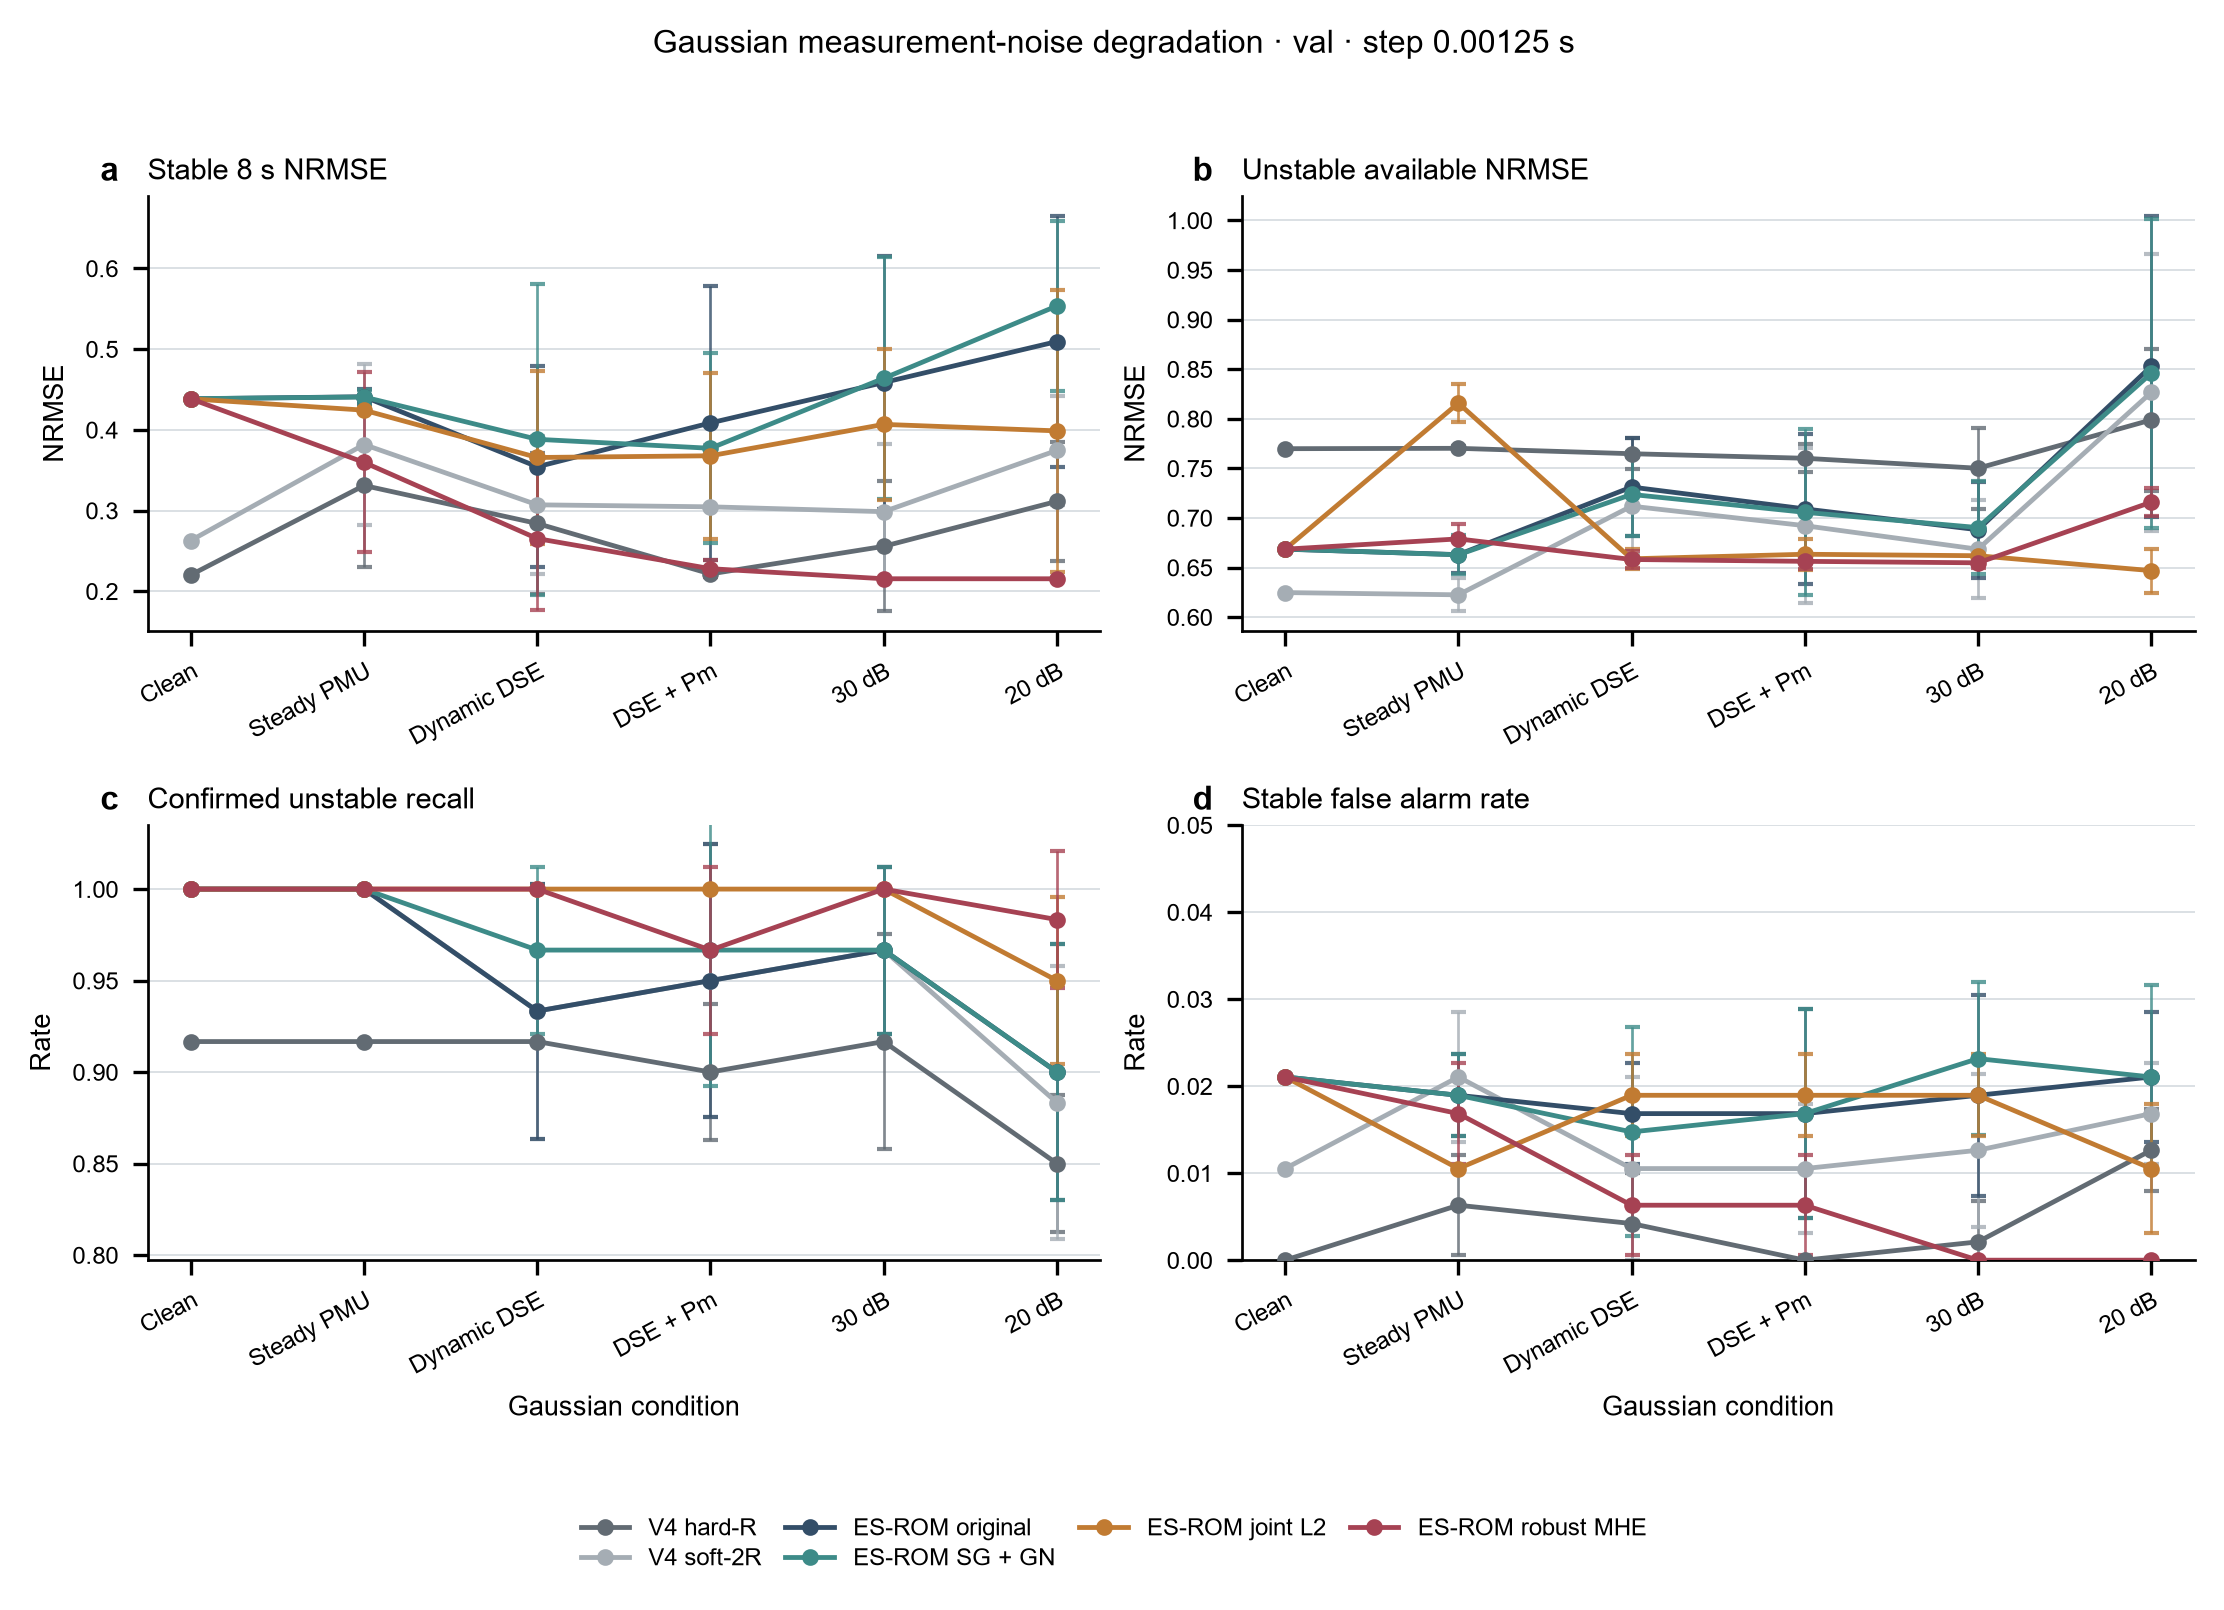 Gaussian measurement-noise degradation · val · step 0.00125 s
a Stable 8 s NRMSE
NRMSE
0.6
0.5
0.4
0.3
0.2
Clean
Steady PMU
Dynamic DSE
DSE + Pm
30 dB
20 dB
b Unstable available NRMSE
NRMSE
1.00
0.95
0.90
0.85
0.80
0.75
0.70
0.65
0.60
Clean
Steady PMU
Dynamic DSE
DSE + Pm
30 dB
20 dB
c Confirmed unstable recall
Rate
1.00
0.95
0.90
0.85
0.80
Clean
Steady PMU
Dynamic DSE
DSE + Pm
30 dB
20 dB
Gaussian condition
d Stable false alarm rate
Rate
0.05
0.04
0.03
0.02
0.01
0.00
Clean
Steady PMU
Dynamic DSE
DSE + Pm
30 dB
20 dB
Gaussian condition
V4 hard-R
V4 soft-2R
ES-ROM original
ES-ROM SG + GN
ES-ROM joint L2
ES-ROM robust MHE